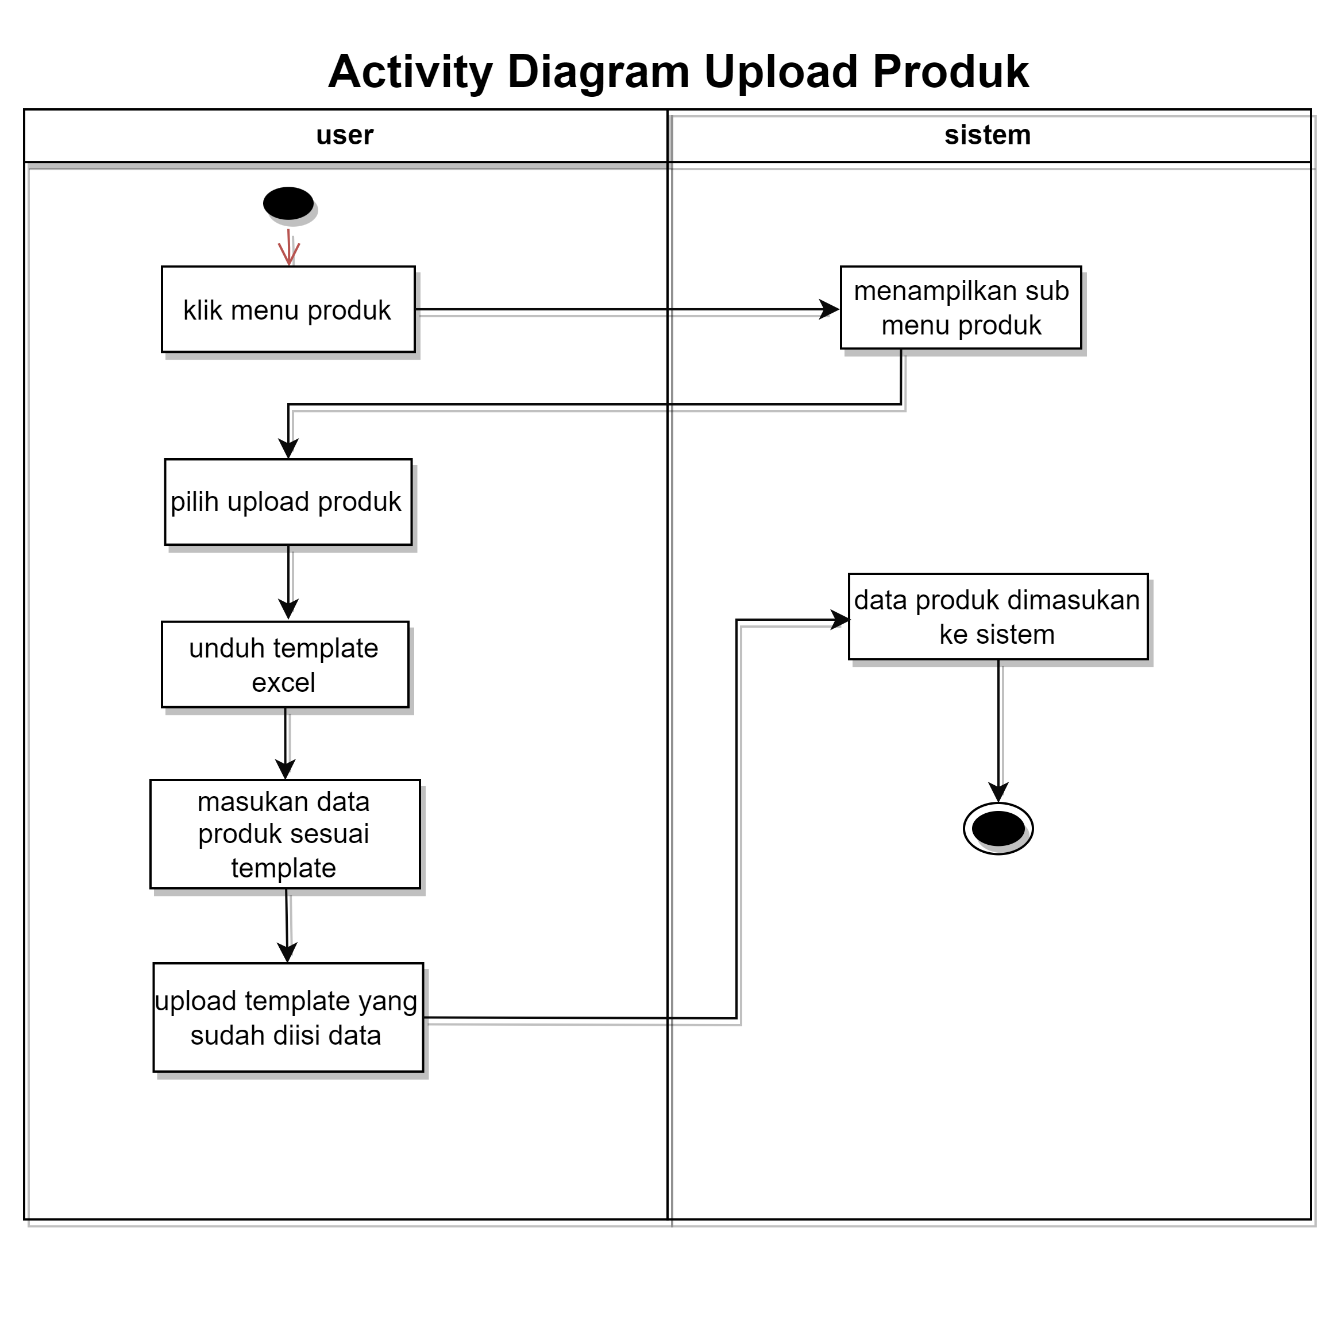 Activity Diagram Upload Produk
user
sistem
klik menu produk
menampilkan sub
menu produk
pilih upload produk
unduh template
excel
data produk dimasukan
ke sistem
masukan data
produk sesuai
template
upload template yang
sudah diisi data